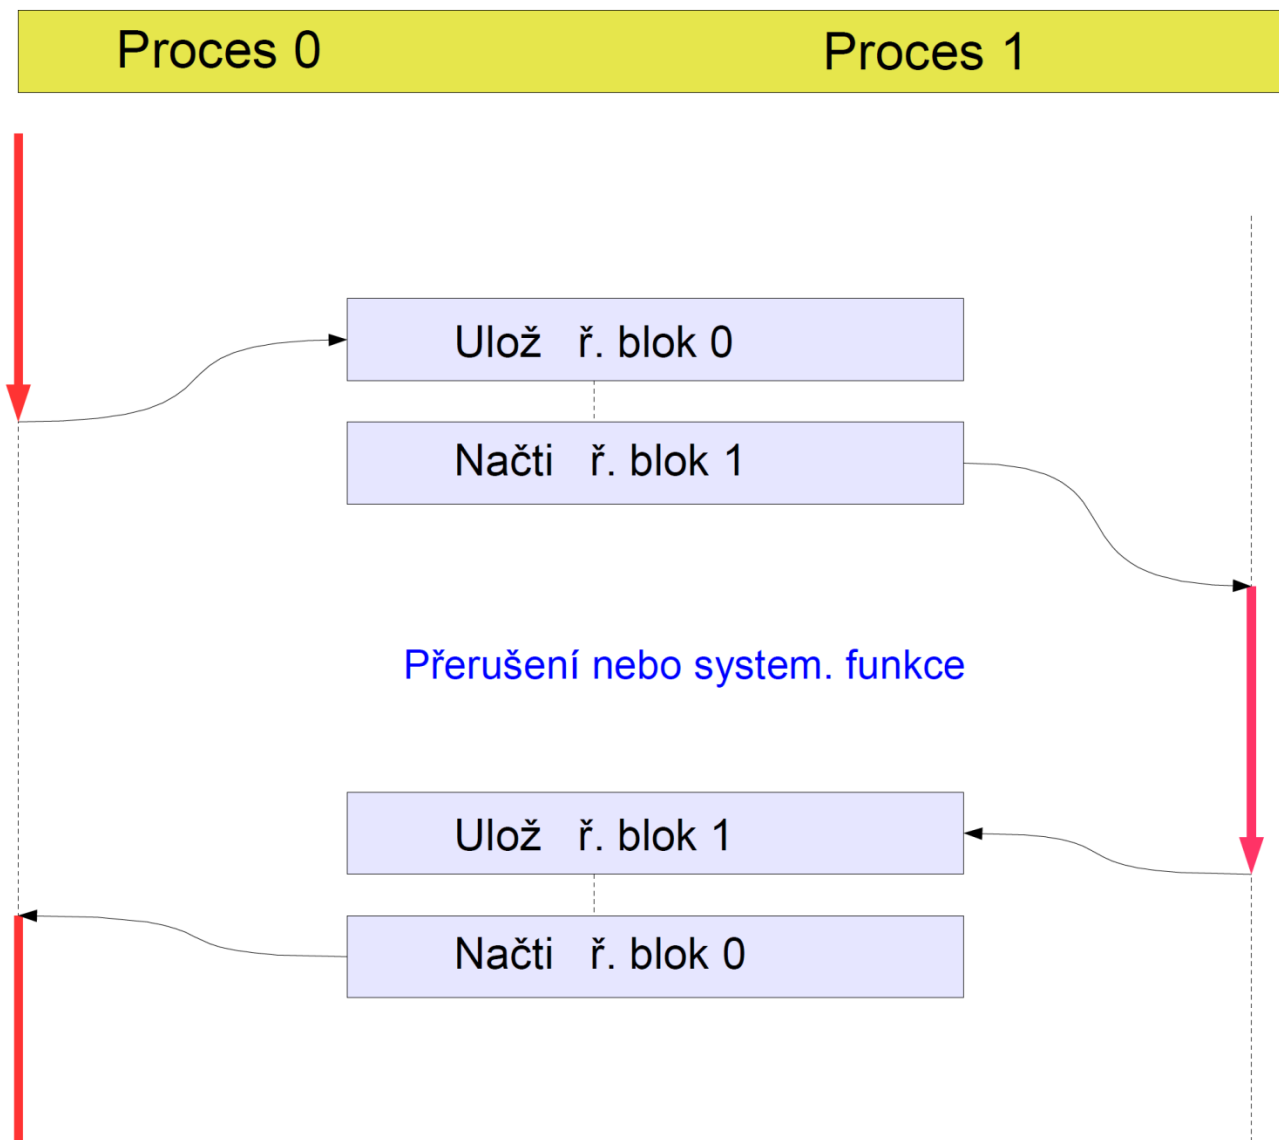 Proces 0 Proces 1
Ulož ř. blok 0
Načti ř. blok 1
Přerušení nebo system. funkce
Ulož ř. blok 1
Načti ř. blok 0